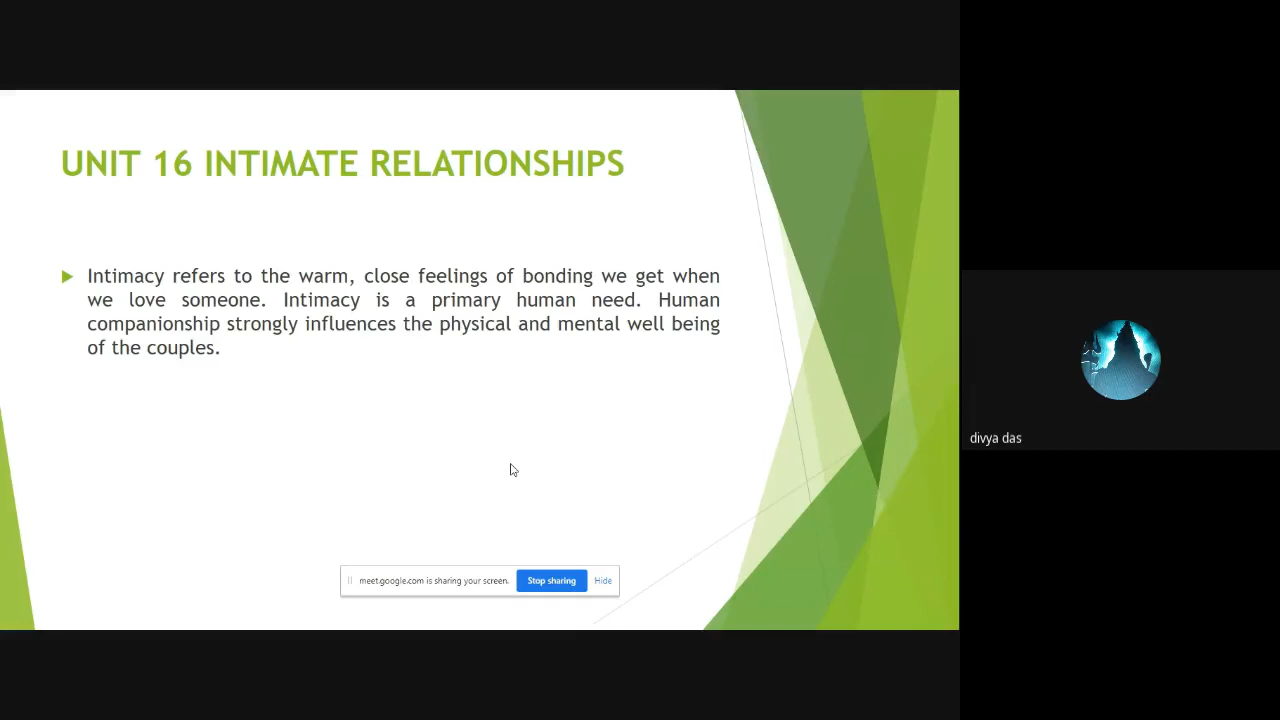 UNIT 16 INTIMATE RELATIONSHIPS
Intimacy refers to the warm, close feelings of bonding we get when
we love someone. Intimacy is a primary human need. Human
companionship strongly influences the physical and mental well being
of the couples.
divya das
meet.google.com is sharing your screen. Stop sharing Hide